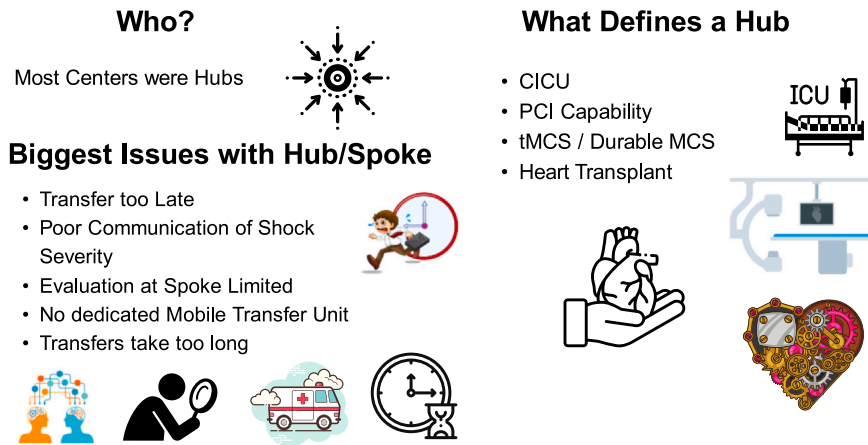 Who?
Most Centers were Hubs
Biggest Issues with Hub/Spoke
• Transfer too Late
• Poor Communication of Shock
Severity
• Evaluation at Spoke Limited
• No dedicated Mobile Transfer Unit
• Transfers take too long
What Defines a Hub
• CICU
• PCI Capability
• tMCS / Durable MCS
• Heart Transplant
ICU